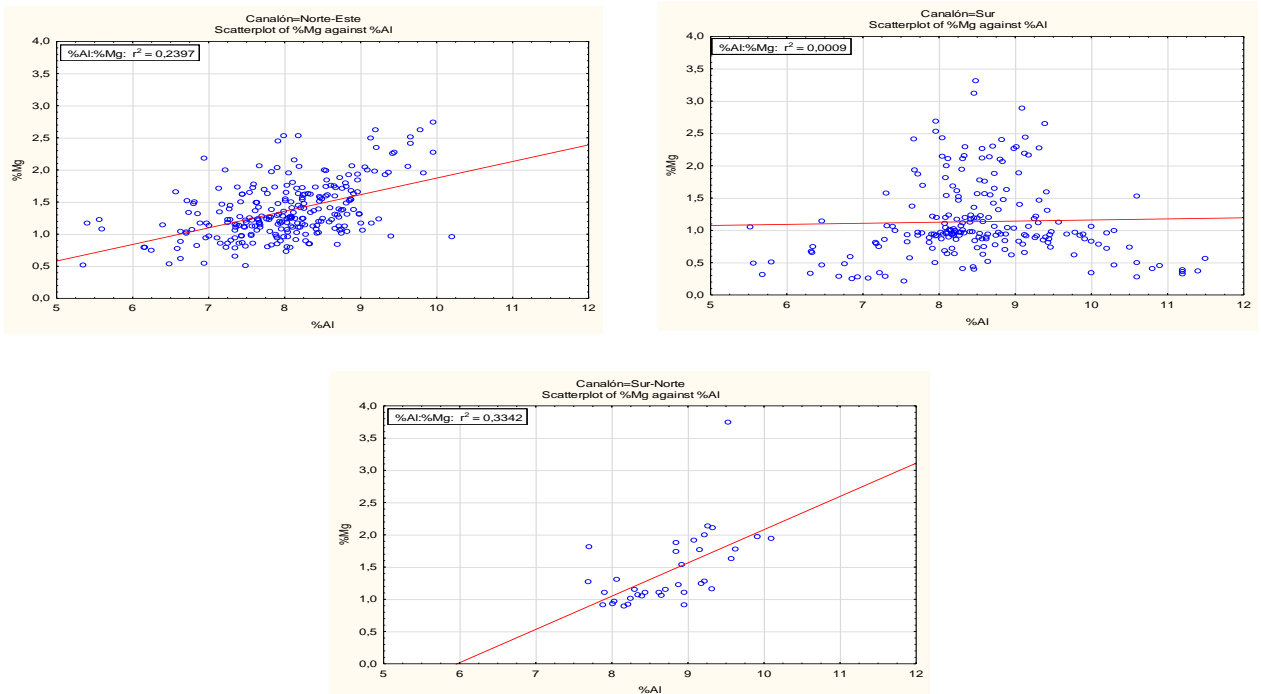 Canalón=Norte-Este
Scatterplot of %Mg against %Al
%Al:%Mg: r² = 0,2397
4,0
3,5
3,0
2,5
2,0
1,5
1,0
0,5
0,0
%Mg
5 6 7 8 9 10 11 12
%Al
Canalón=Sur
Scatterplot of %Mg against %Al
%Al:%Mg: r² = 0,0009
4,0
3,5
3,0
2,5
2,0
1,5
1,0
0,5
0,0
%Mg
5 6 7 8 9 10 11 12
%Al
Canalón=Sur-Norte
Scatterplot of %Mg against %Al
%Al:%Mg: r² = 0,3342
4,0
3,5
3,0
2,5
2,0
1,5
1,0
0,5
0,0
%Mg
5 6 7 8 9 10 11 12
%Al